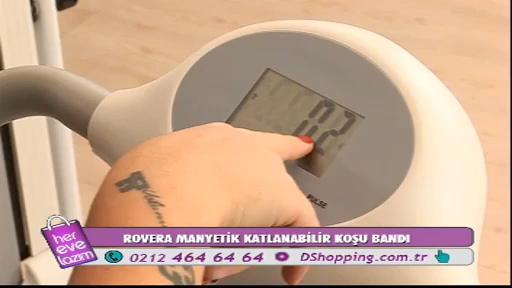 02
PULSE
her
eve
lazım
ROVERA MANYETİK KATLANABİLİR KOŞU BANDI
0212 464 64 64
DShopping.com.tr